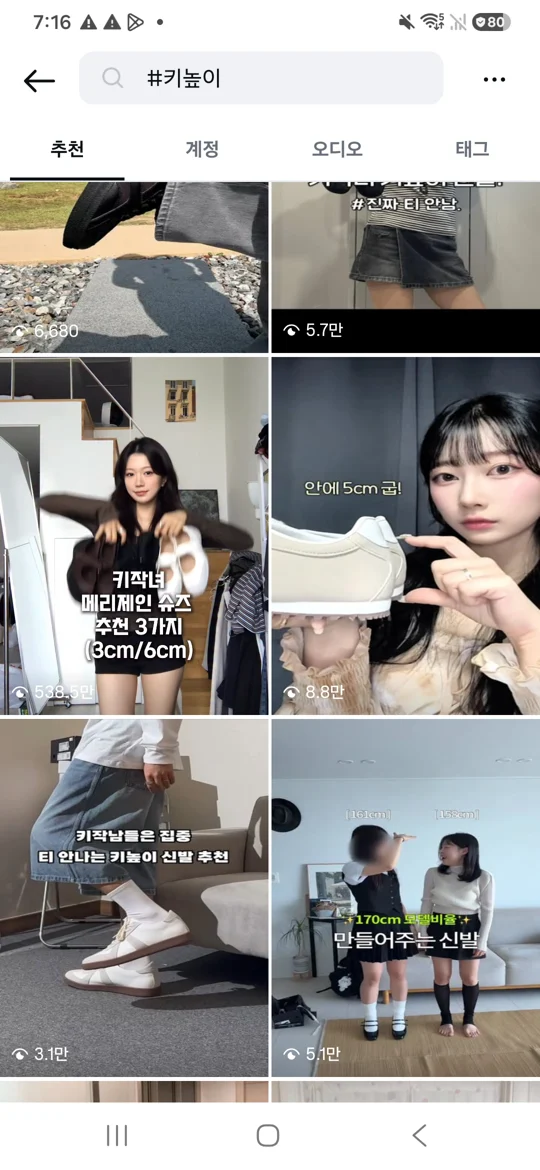 7:16
5
80
#키높이
추천
계정
오디오
태그
6,680
#진짜 티 안남.
5.7만
키작녀
메리제인 슈즈
추천 3가지
(3cm/6cm)
538.5만
안에 5cm 굽!
8.8만
키작남들은 집중
티 안나는 키높이 신발 추천
3.1만
[161cm]
[158cm]
✨170cm 모델비율✨
만들어주는 신발
5.1만